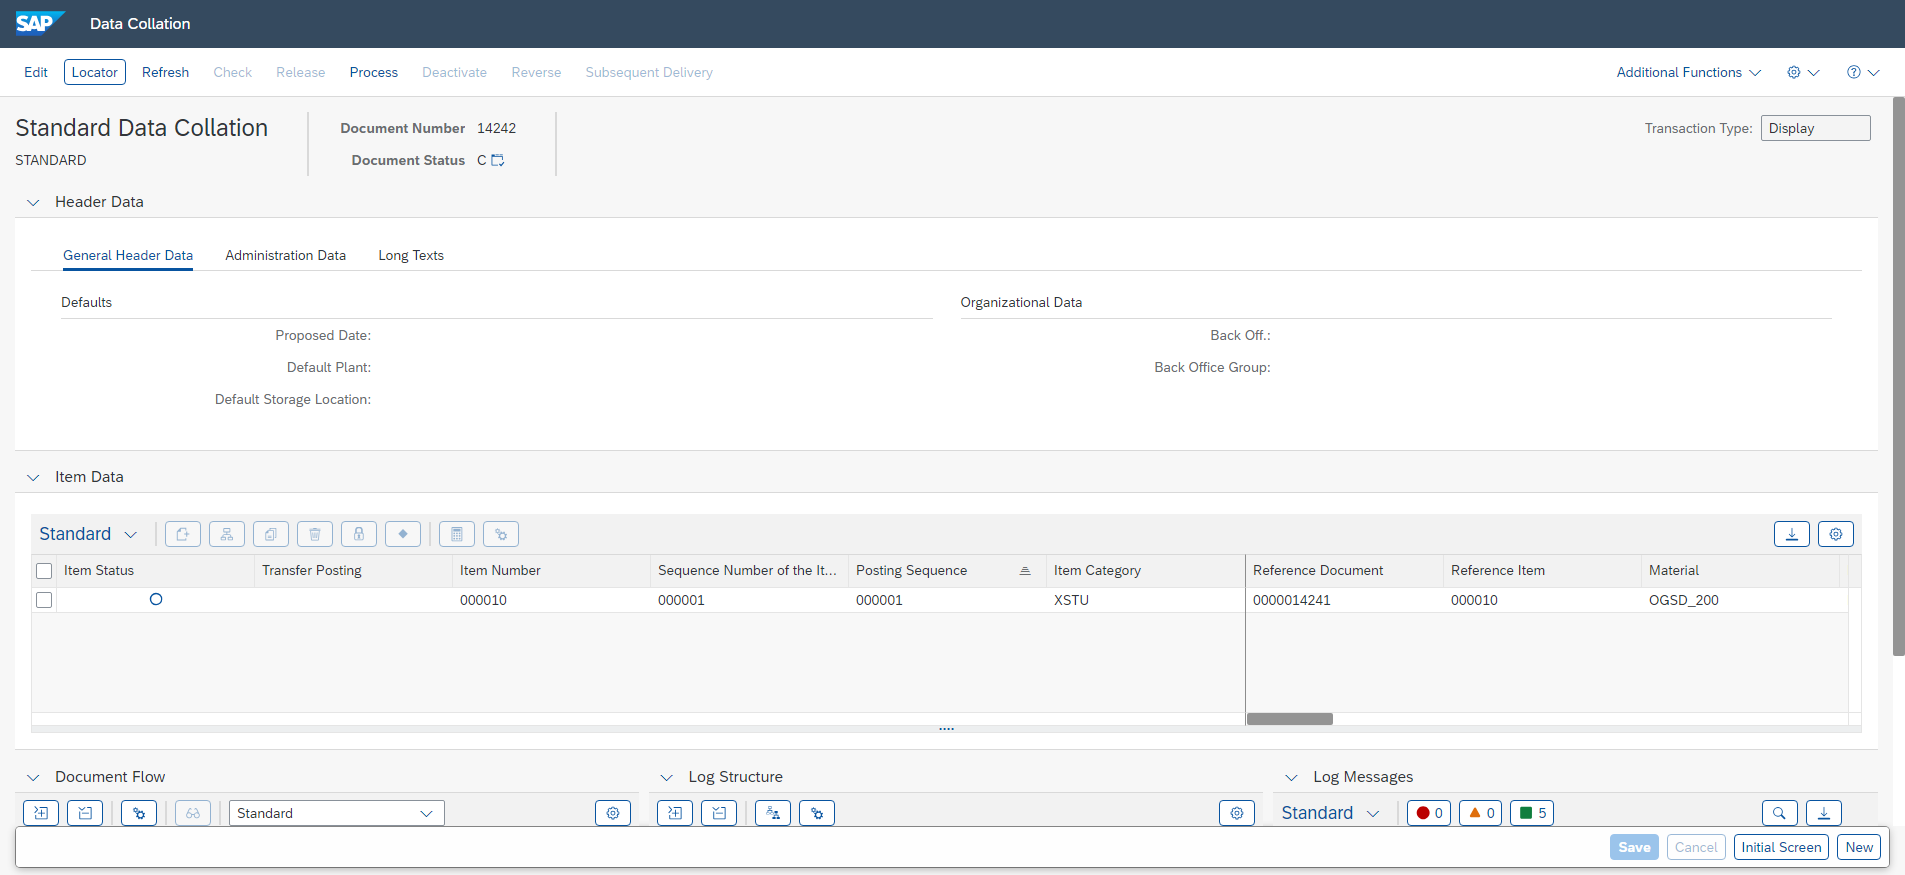 SAP Data Collation
Edit Locator Refresh Check Release Process Deactivate Reverse Subsequent Delivery Additional Functions
Standard Data Collation Document Number 14242 Transaction Type: Display
STANDARD Document Status C
Header Data
General Header Data Administration Data Long Texts
Defaults Organizational Data
Proposed Date: Back Off.:
Default Plant: Back Office Group:
Default Storage Location:
Item Data
Standard
Item Status Transfer Posting Item Number Sequence Number of the It... Posting Sequence Item Category Reference Document Reference Item Material
000010 000001 000001 XSTU 0000014241 000010 OGSD_200
Document Flow Log Structure Log Messages
Standard Standard 0 0 5
Save Cancel Initial Screen New